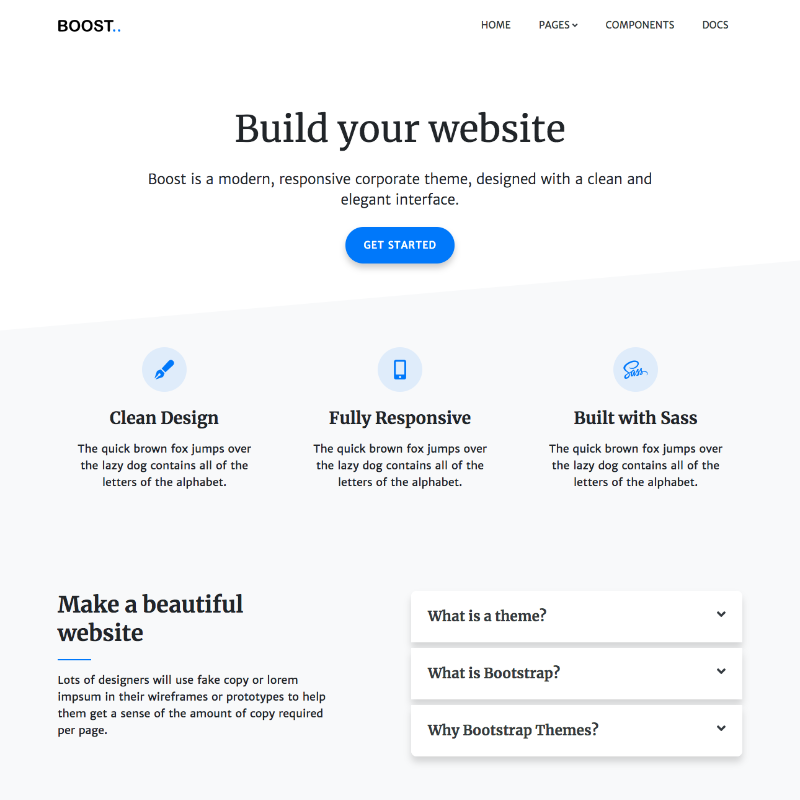 BOOST..
HOME PAGES COMPONENTS DOCS
Build your website
Boost is a modern, responsive corporate theme, designed with a clean and
elegant interface.
GET STARTED
Sass
Clean Design
The quick brown fox jumps over
the lazy dog contains all of the
letters of the alphabet.
Fully Responsive
The quick brown fox jumps over
the lazy dog contains all of the
letters of the alphabet.
Built with Sass
The quick brown fox jumps over
the lazy dog contains all of the
letters of the alphabet.
Make a beautiful
website
Lots of designers will use fake copy or lorem
impsum in their wireframes or prototypes to help
them get a sense of the amount of copy required
per page.
What is a theme?
What is Bootstrap?
Why Bootstrap Themes?